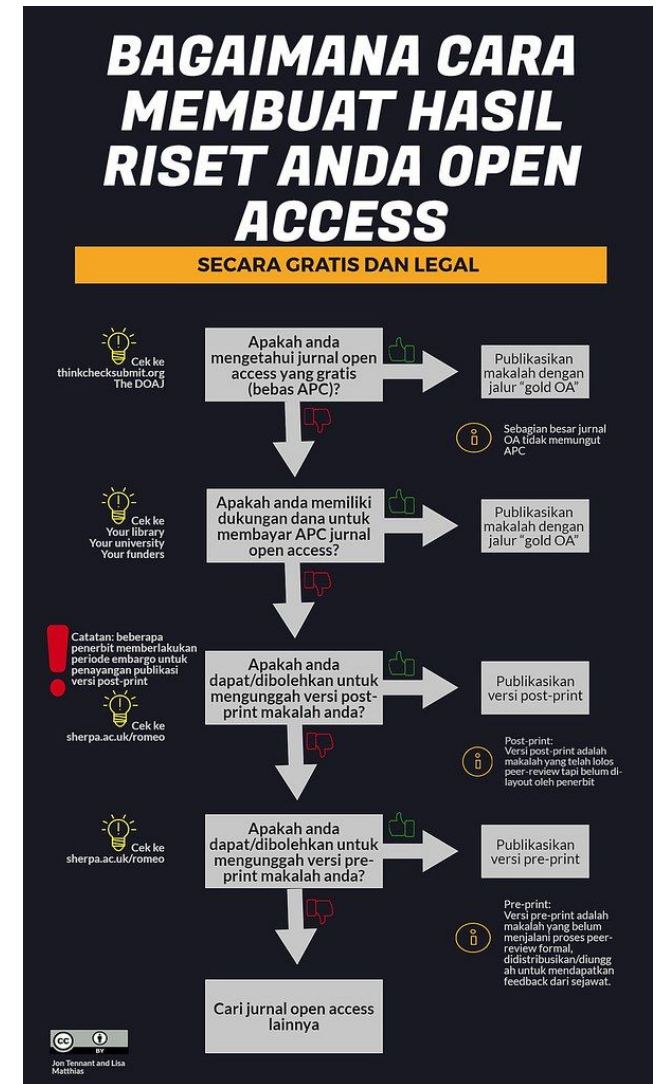 BAGAIMANA CARA
MEMBUAT HASIL
RISET ANDA OPEN
ACCESS
SECARA GRATIS DAN LEGAL
Cek ke
thinkchecksubmit.org
The DOAJ
Apakah anda
mengetahui jurnal open
access yang gratis
(bebas APC)?
Publikasikan
makalah dengan
jalur "gold OA"
Sebagian besar jurnal
OA tidak memungut
APC
Cek ke
Your library
Your university
Your funders
Apakah anda memiliki
dukungan dana untuk
membayar APC jurnal
open access?
Publikasikan
makalah dengan
jalur "gold OA"
Catatan: beberapa
penerbit memberlakukan
periode embargo untuk
penayangan publikasi
versi post-print
Cek ke
sherpa.ac.uk/romeo
Apakah anda
dapat/dibolehkan untuk
mengunggah versi post-
print makalah anda?
Publikasikan
versi post-print
Post-print:
Versi post-print adalah
makalah yang telah lolos
peer-review tapi belum di-
layout oleh penerbit
Cek ke
sherpa.ac.uk/romeo
Apakah anda
dapat/dibolehkan untuk
mengunggah versi pre-
print makalah anda?
Publikasikan
versi pre-print
Pre-print:
Versi pre-print adalah
makalah yang belum
menjalani proses peer-
review formal,
didistribusikan/diungg
ah untuk mendapatkan
feedback dari sejawat.
Cari jurnal open access
lainnya
cc
BY
Jon Tennant and Lisa
Matthias